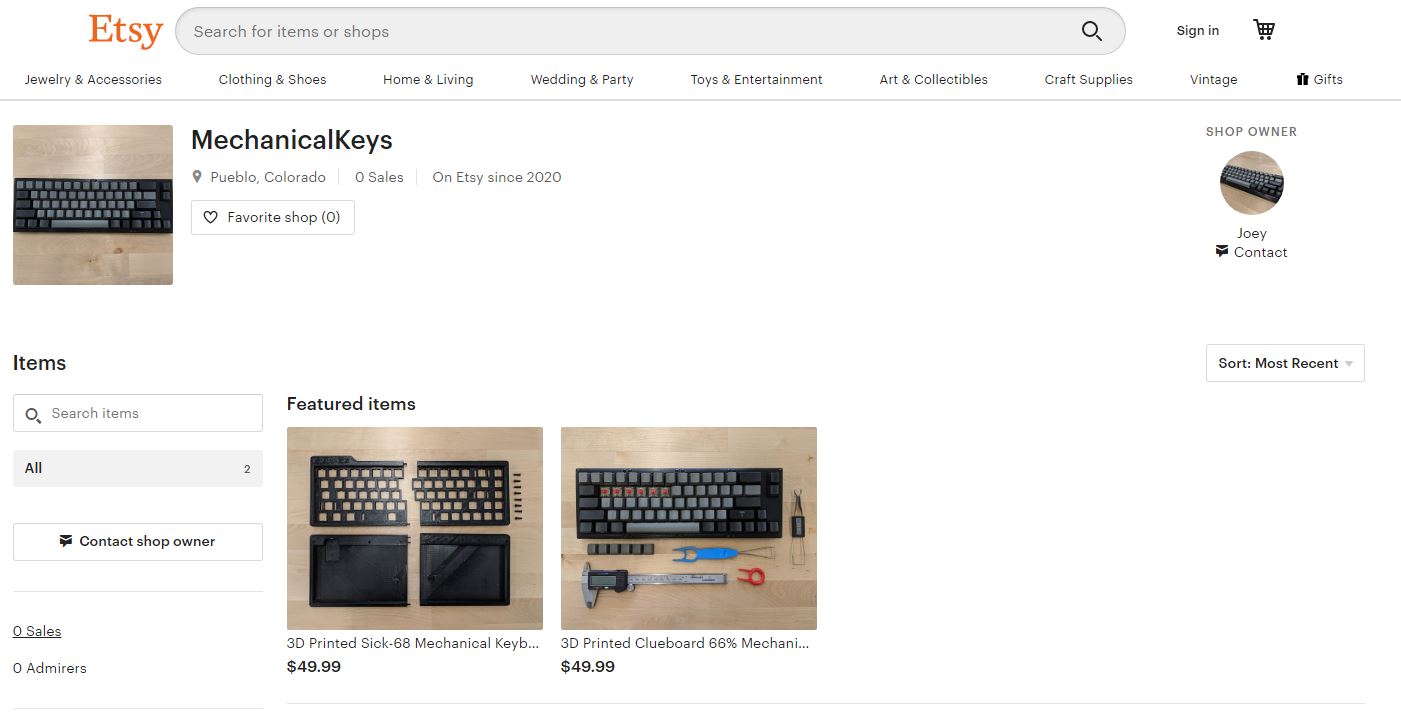 Etsy
Search for items or shops
Sign in
Jewelry & Accessories
Clothing & Shoes
Home & Living
Wedding & Party
Toys & Entertainment
Art & Collectibles
Craft Supplies
Vintage
Gifts
MechanicalKeys
Pueblo, Colorado
0 Sales
On Etsy since 2020
Favorite shop (0)
SHOP OWNER
Joey
Contact
Items
Sort: Most Recent
Search items
All
2
Contact shop owner
0 Sales
0 Admirers
Featured items
3D Printed Sick-68 Mechanical Keyb...
$49.99
3D Printed Clueboard 66% Mechani...
$49.99